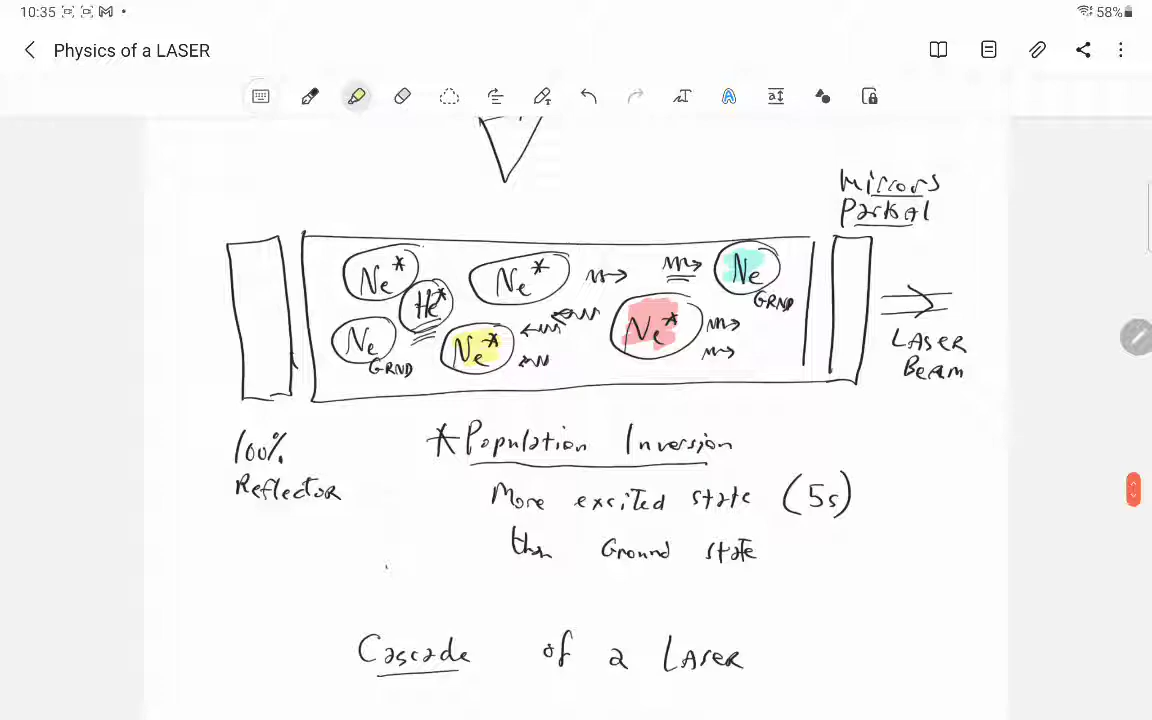 10:35
58%
Physics of a LASER
Mirrors
Partial
Ne*
Ne*
Ne
GRND
He*
Ne
GRND
Ne*
Ne*
LASER
Beam
100%
Reflector
*Population Inversion
More excited state (5s)
than Ground state
Cascade of a LASER